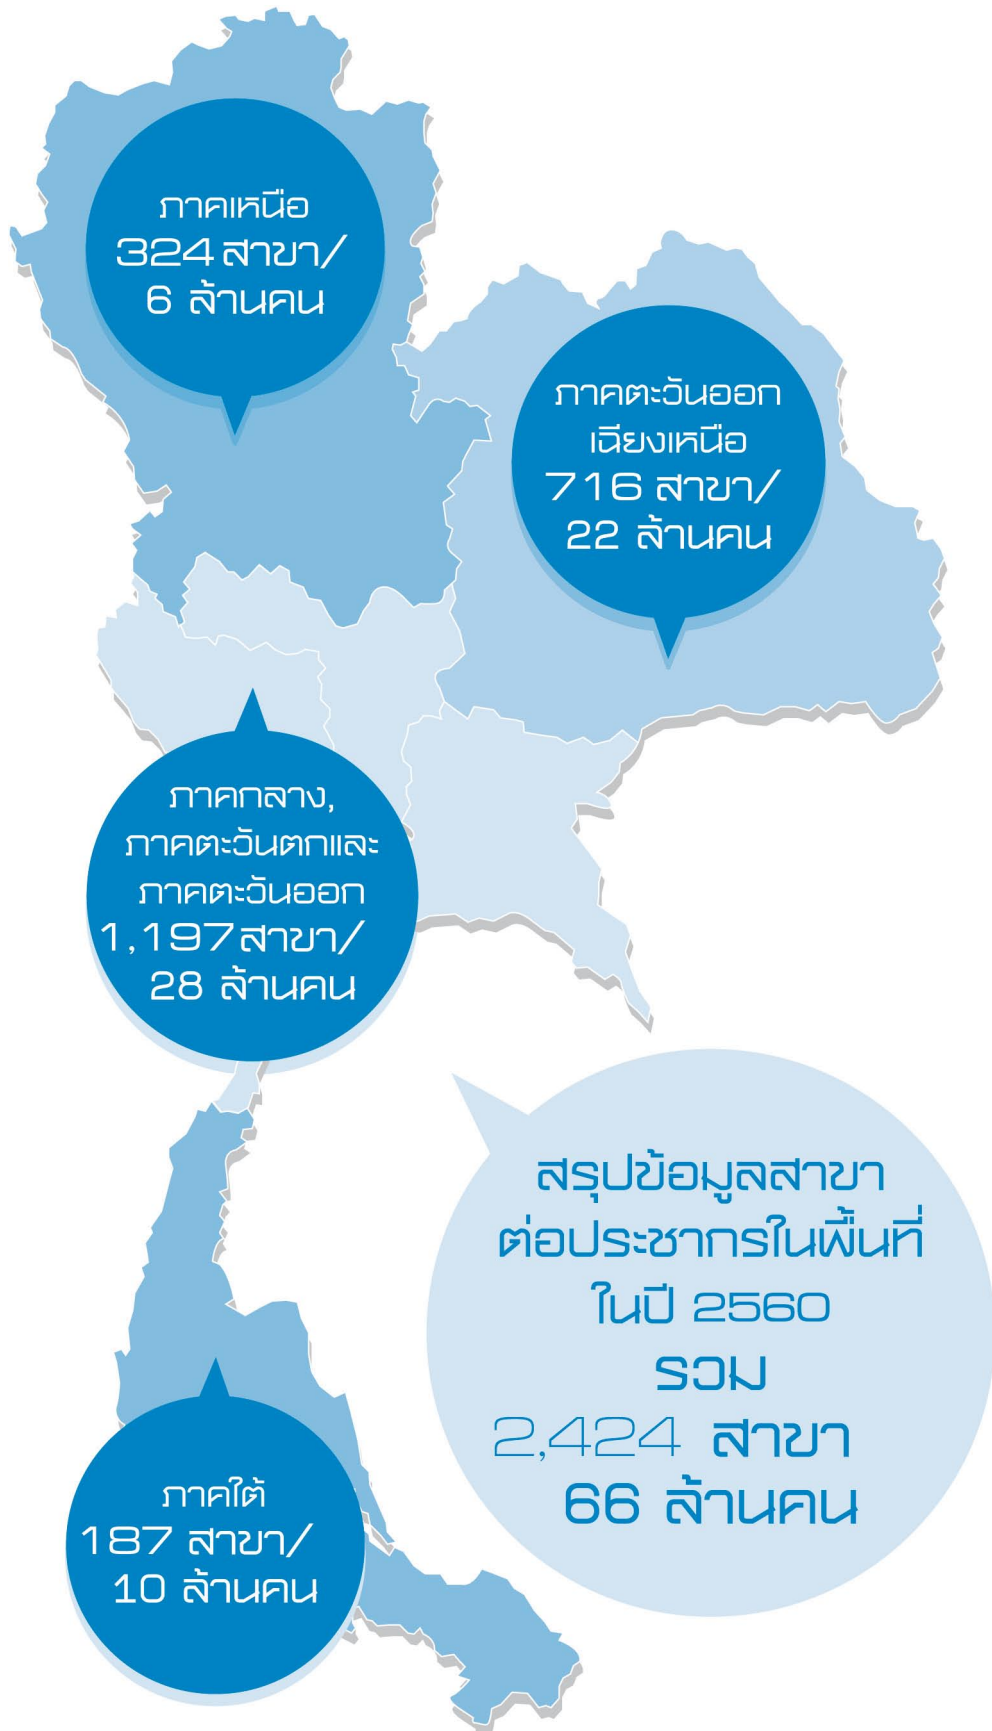 ภาคเหนือ
324 สาขา/
6 ล้านคน
ภาคตะวันออก
เฉียงเหนือ
716 สาขา/
22 ล้านคน
ภาคกลาง,
ภาคตะวันตกและ
ภาคตะวันออก
1,197 สาขา/
28 ล้านคน
สรุปข้อมูลสาขา
ต่อประชากรในพื้นที่
ในปี 2560
รวม
2,424 สาขา
66 ล้านคน
ภาคใต้
187 สาขา/
10 ล้านคน